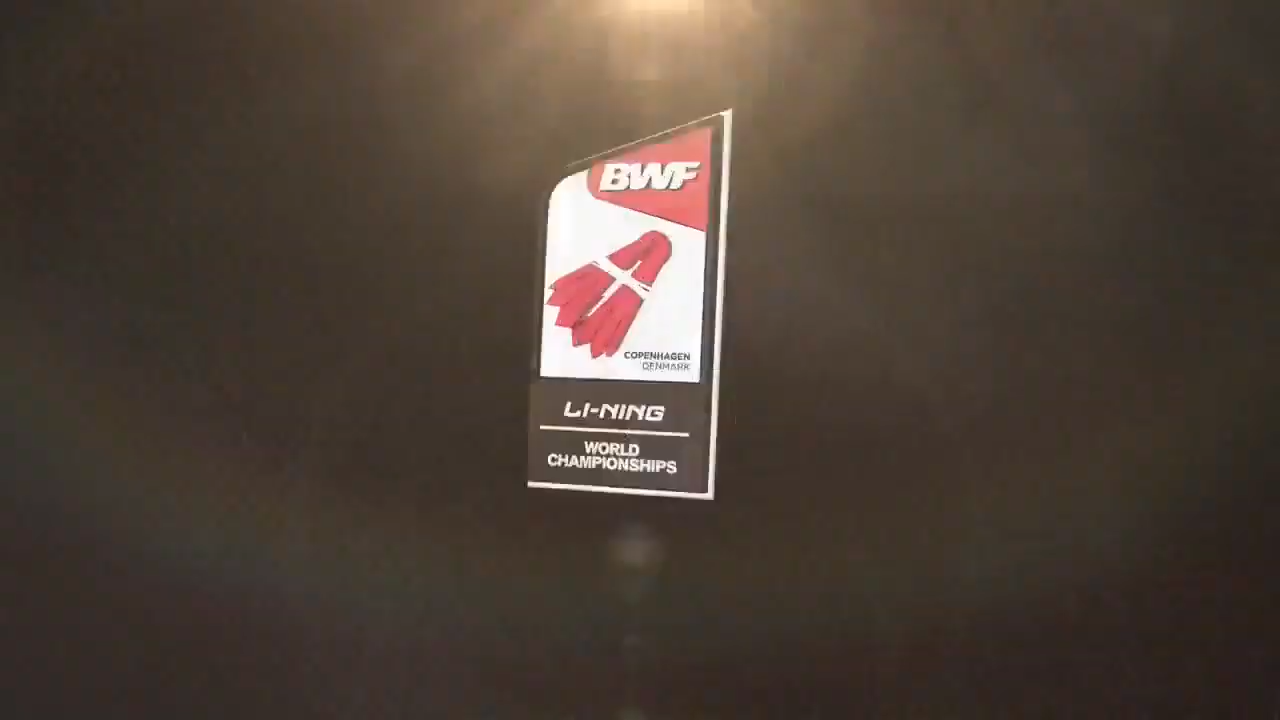 BWF
COPENHAGEN
DENMARK
LI-NING
WORLD
CHAMPIONSHIPS